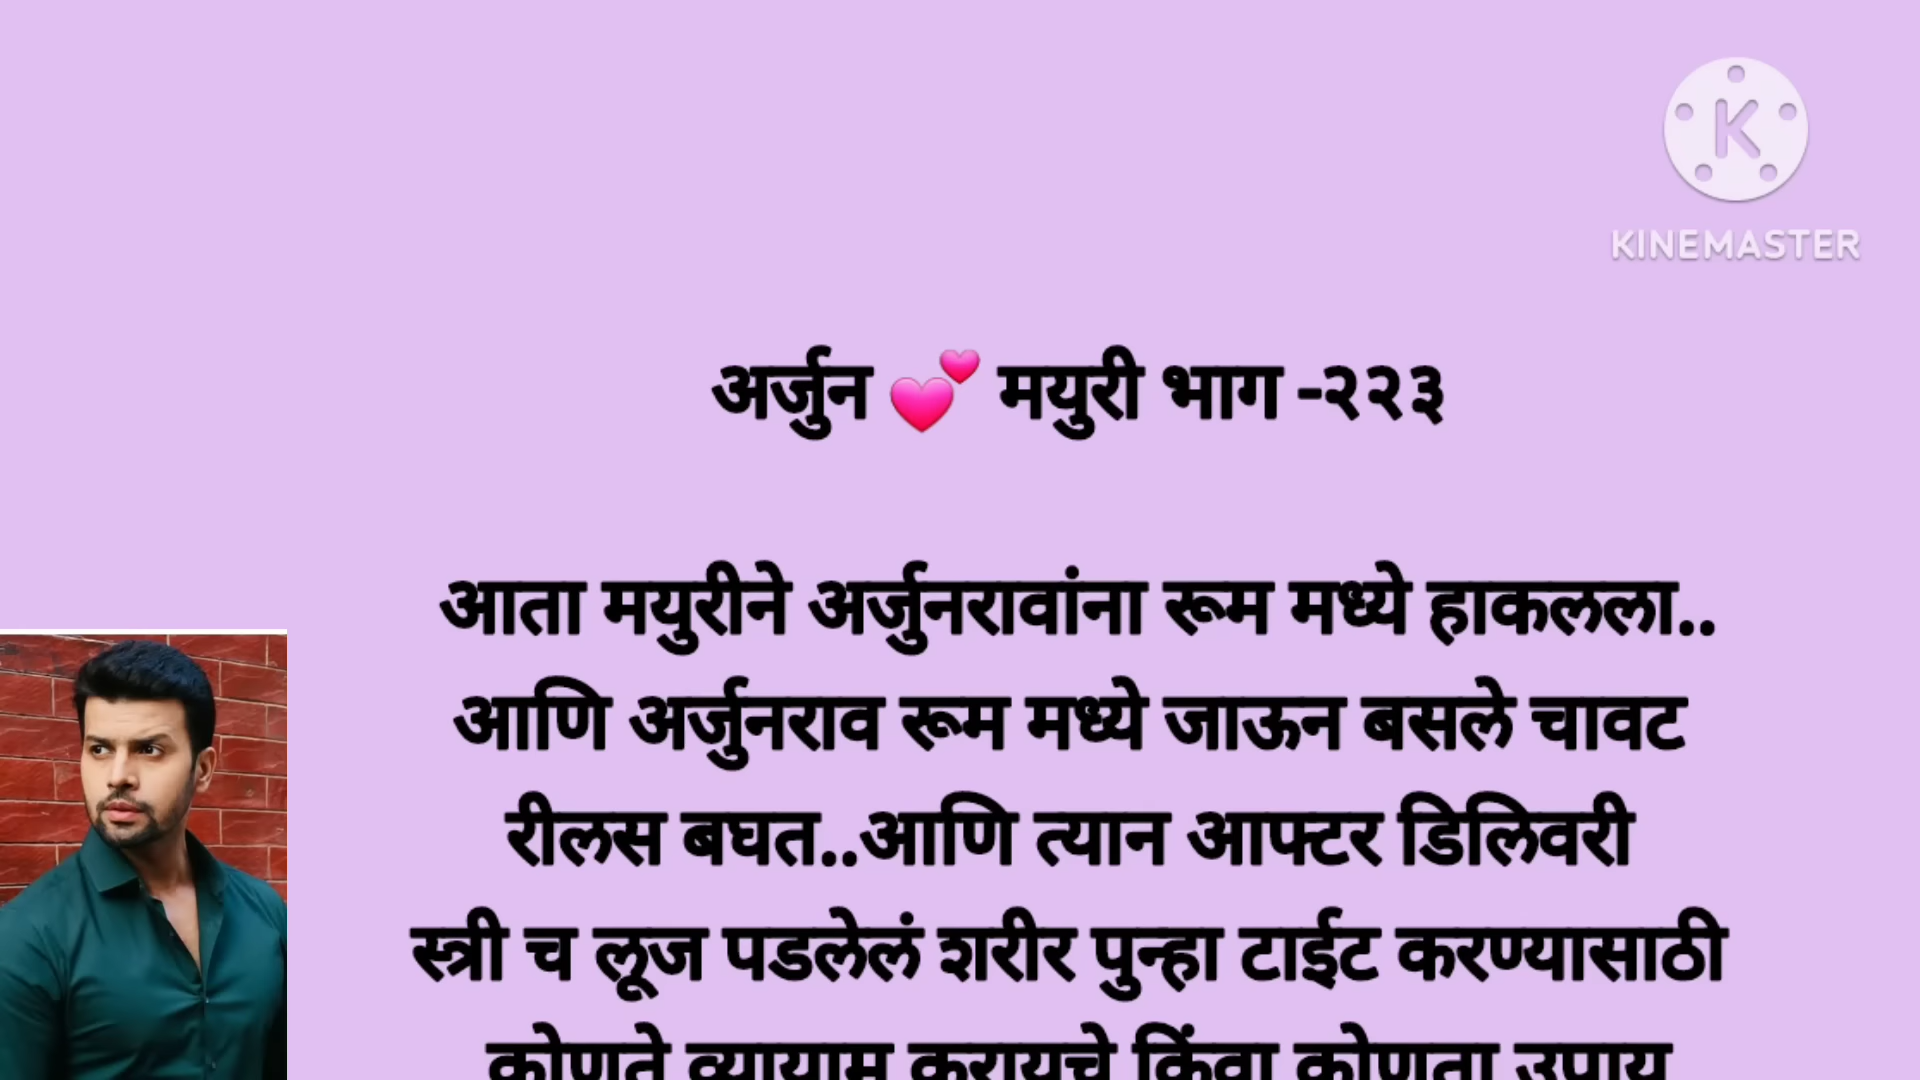 K
KINEMASTER
अर्जुन 💕 मयुरी भाग -२२३
आता मयुरीने अर्जुनरावांना रूम मध्ये हाकलला..
आणि अर्जुनराव रूम मध्ये जाऊन बसले चावट
रीलस बघत..आणि त्यान आफ्टर डिलिवरी
स्त्री च लूज पडलेलं शरीर पुन्हा टाईट करण्यासाठी
कोणते व्यायाम करायचे किंवा कोणता उपाय